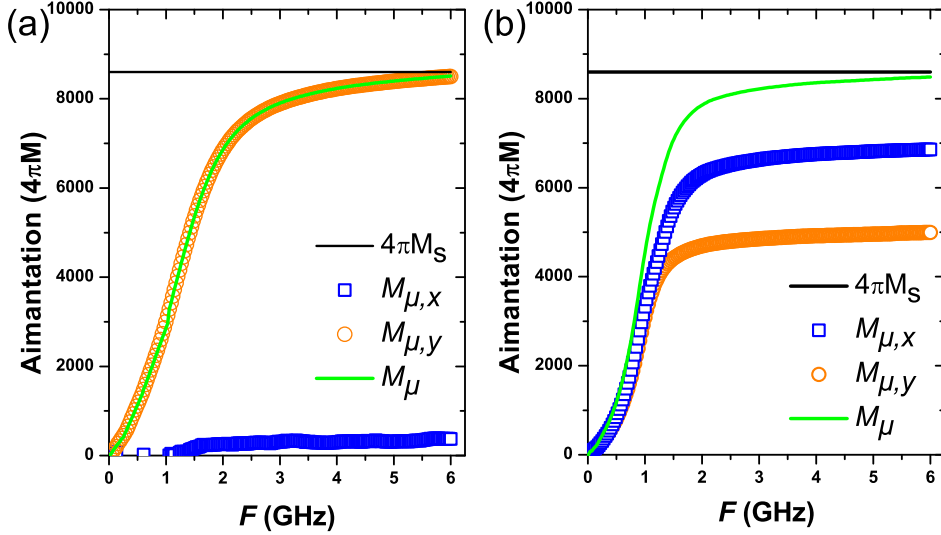 (a)
10000
8000
6000
4000
2000
0
Aimantation (4πM)
4πMS
Mμ,x
Mμ,y
Mμ
0 1 2 3 4 5 6
F (GHz)
(b)
10000
8000
6000
4000
2000
0
Aimantation (4πM)
4πMS
Mμ,x
Mμ,y
Mμ
0 1 2 3 4 5 6
F (GHz)